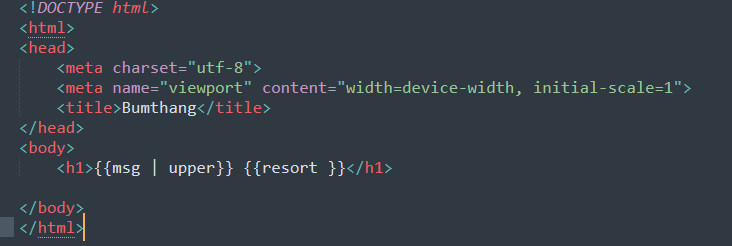 <!DOCTYPE html>
<html>
<head>
    <meta charset="utf-8">
    <meta name="viewport" content="width=device-width, initial-scale=1">
    <title>Bumthang</title>
</head>
<body>
    <h1>{{msg | upper}} {{resort }}</h1>

</body>
</html>